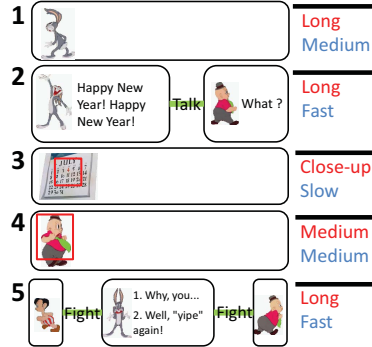 1
Long
Medium
2
Happy New
Year! Happy
New Year!
Talk
What ?
Long
Fast
3
JULY
Close-up
Slow
4
Medium
Medium
5
Fight
1. Why, you...
2. Well, "yipe"
again!
Fight
Long
Fast